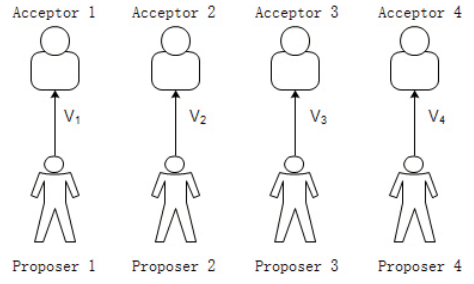 Acceptor 1 Acceptor 2 Acceptor 3 Acceptor 4
V1 V2 V3 V4
Proposer 1 Proposer 2 Proposer 3 Proposer 4